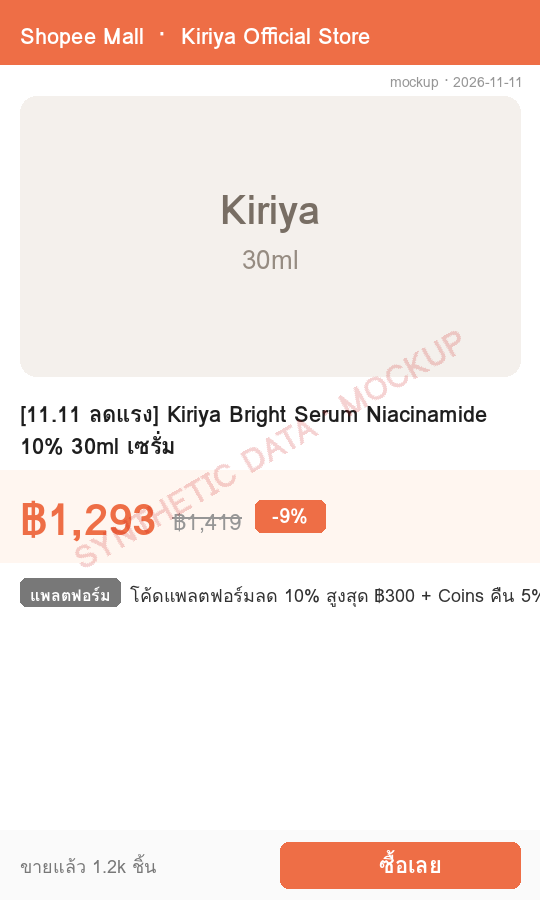 Shopee Mall · Kiriya Official Store
mockup · 2026-11-11
Kiriya
30ml
[11.11 ลดแรง] Kiriya Bright Serum Niacinamide
10% 30ml เซรั่ม
฿1,293 ฿1,419 -9%
แพลตฟอร์ม โค้ดแพลตฟอร์มลด 10% สูงสุด ฿300 + Coins คืน 5%
SYNTHETIC DATA · MOCKUP
ขายแล้ว 1.2k ชิ้น ซื้อเลย